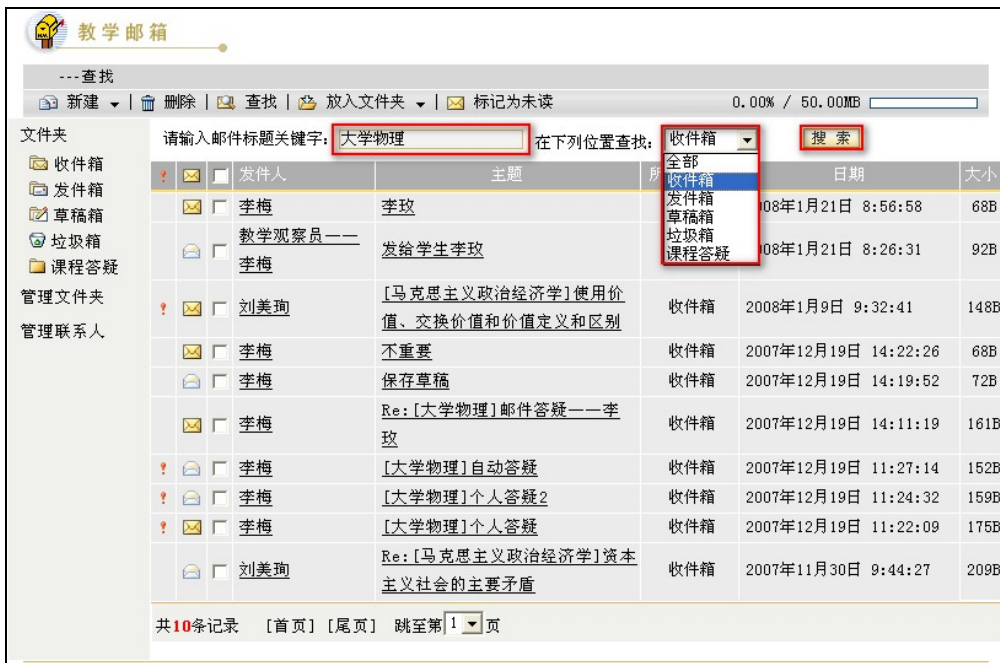 教学邮箱
---查找
新建 | 删除 | 查找 | 放入文件夹 | 标记为未读 0.00% / 50.00MB
文件夹
收件箱
发件箱
草稿箱
垃圾箱
课程答疑
管理文件夹
管理联系人
请输入邮件标题关键字: 大学物理 在下列位置查找: 收件箱 搜 索
全部
收件箱
发件箱
草稿箱
垃圾箱
课程答疑
发件人 主题 日期 大小
李梅 李玫 08年1月21日 8:56:58 68B
教学观察员——
李梅 发给学生李玫 08年1月21日 8:26:31 92B
刘美珣 [马克思主义政治经济学]使用价
值、交换价值和价值定义和区别 收件箱 2008年1月9日 9:32:41 148B
李梅 不重要 收件箱 2007年12月19日 14:22:26 68B
李梅 保存草稿 收件箱 2007年12月19日 14:19:52 72B
李梅 Re:[大学物理]邮件答疑——李
玫 收件箱 2007年12月19日 14:11:19 161B
李梅 [大学物理]自动答疑 收件箱 2007年12月19日 11:27:14 152B
李梅 [大学物理]个人答疑2 收件箱 2007年12月19日 11:24:32 159B
李梅 [大学物理]个人答疑 收件箱 2007年12月19日 11:22:09 175B
刘美珣 Re:[马克思主义政治经济学]资本
主义社会的主要矛盾 收件箱 2007年11月30日 9:44:27 209B
共10条记录 [首页] [尾页] 跳至第 1 页